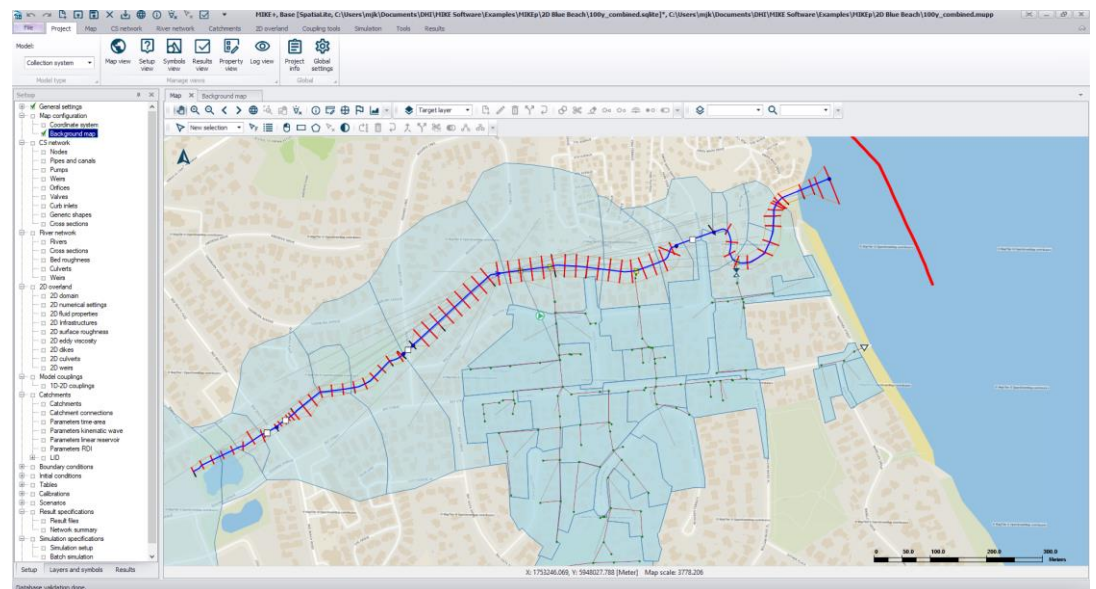 MIKE+, Base [SpatiaLite, C:\Users\mjk\Documents\DHI\MIKE Software\Examples\MIKEp\2D Blue Beach\100y_combined.sqlite]*, C:\Users\mjk\Documents\DHI\MIKE Software\Examples\MIKEp\2D Blue Beach\100y_combined.mupp
File Project Map CS network River network Catchments 2D overland Coupling tools Simulation Tools Results
Model:
Collection system
Map view Setup view Symbols view Results view Property view Log view Project info Global settings
Model type Manage views Global
Setup Map Background map
General settings
Map configuration
Coordinate system
Background map
CS network
Nodes
Pipes and canals
Pumps
Weirs
Orifices
Valves
Curb inlets
Generic shapes
Cross sections
River network
Rivers
Cross sections
Bed roughness
Culverts
Weirs
2D overland
2D domain
2D numerical settings
2D fluid properties
2D infrastructures
2D surface roughness
2D eddy viscosity
2D dikes
2D culverts
2D weirs
Model couplings
1D-2D couplings
Catchments
Catchments
Catchment connections
Parameters time-area
Parameters kinematic wave
Parameters linear reservoir
Parameters RDI
LID
Boundary conditions
Initial conditions
Tables
Calibrations
Scenarios
Result specifications
Result files
Network summary
Simulation specifications
Simulation setup
Batch simulation
Setup Layers and symbols Results
Database validation done
Target layer
New selection
0 50.0 100.0 200.0 300.0
Meters
X: 1753246.069, Y: 5948027.788 [Meter] Map scale: 3778.206